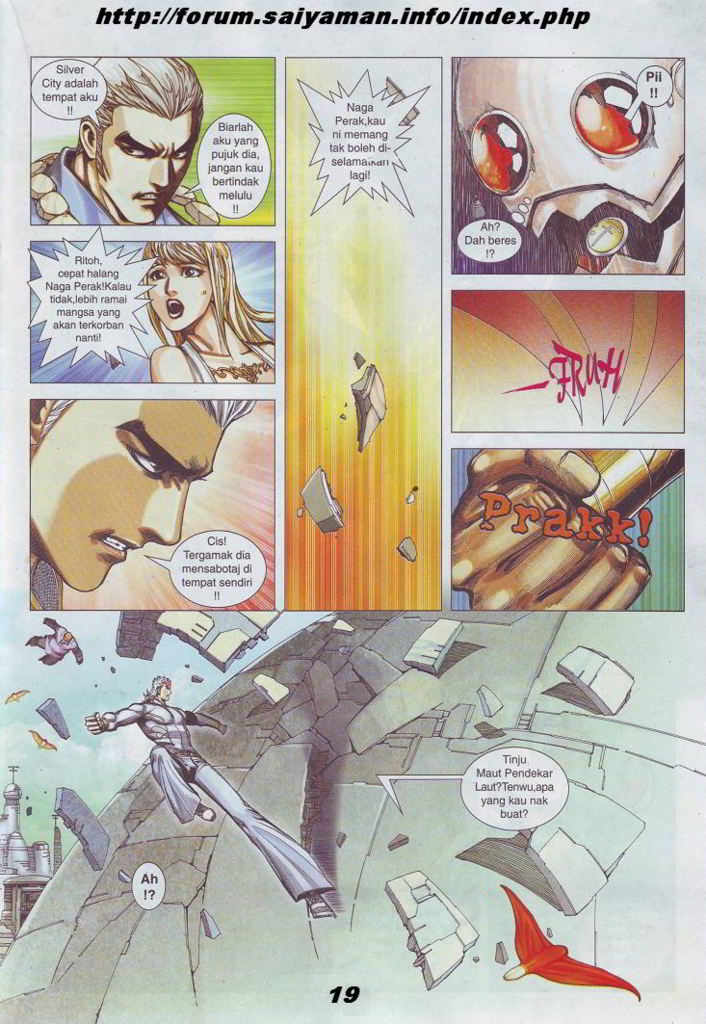 http://forum.saiyaman.info/index.php
Silver
City adalah
tempat aku
!!
Biarlah
aku yang
pujuk dia,
jangan kau
bertindak
melulu
!!
Ritoh,
cepat halang
Naga Perak!Kalau
tidak,lebih ramai
mangsa yang
akan terkorban
nanti!
Cis!
Tergamak dia
mensabotaj di
tempat sendiri
!!
Naga
Perak,kau
ni memang
tak boleh di-
selamatkan
lagi!
Pii
!!
Ah?
Dah beres
!?
FRUH
Prakk!
Tinju
Maut Pendekar
Laut?Tenwu,apa
yang kau nak
buat?
Ah
!?
19